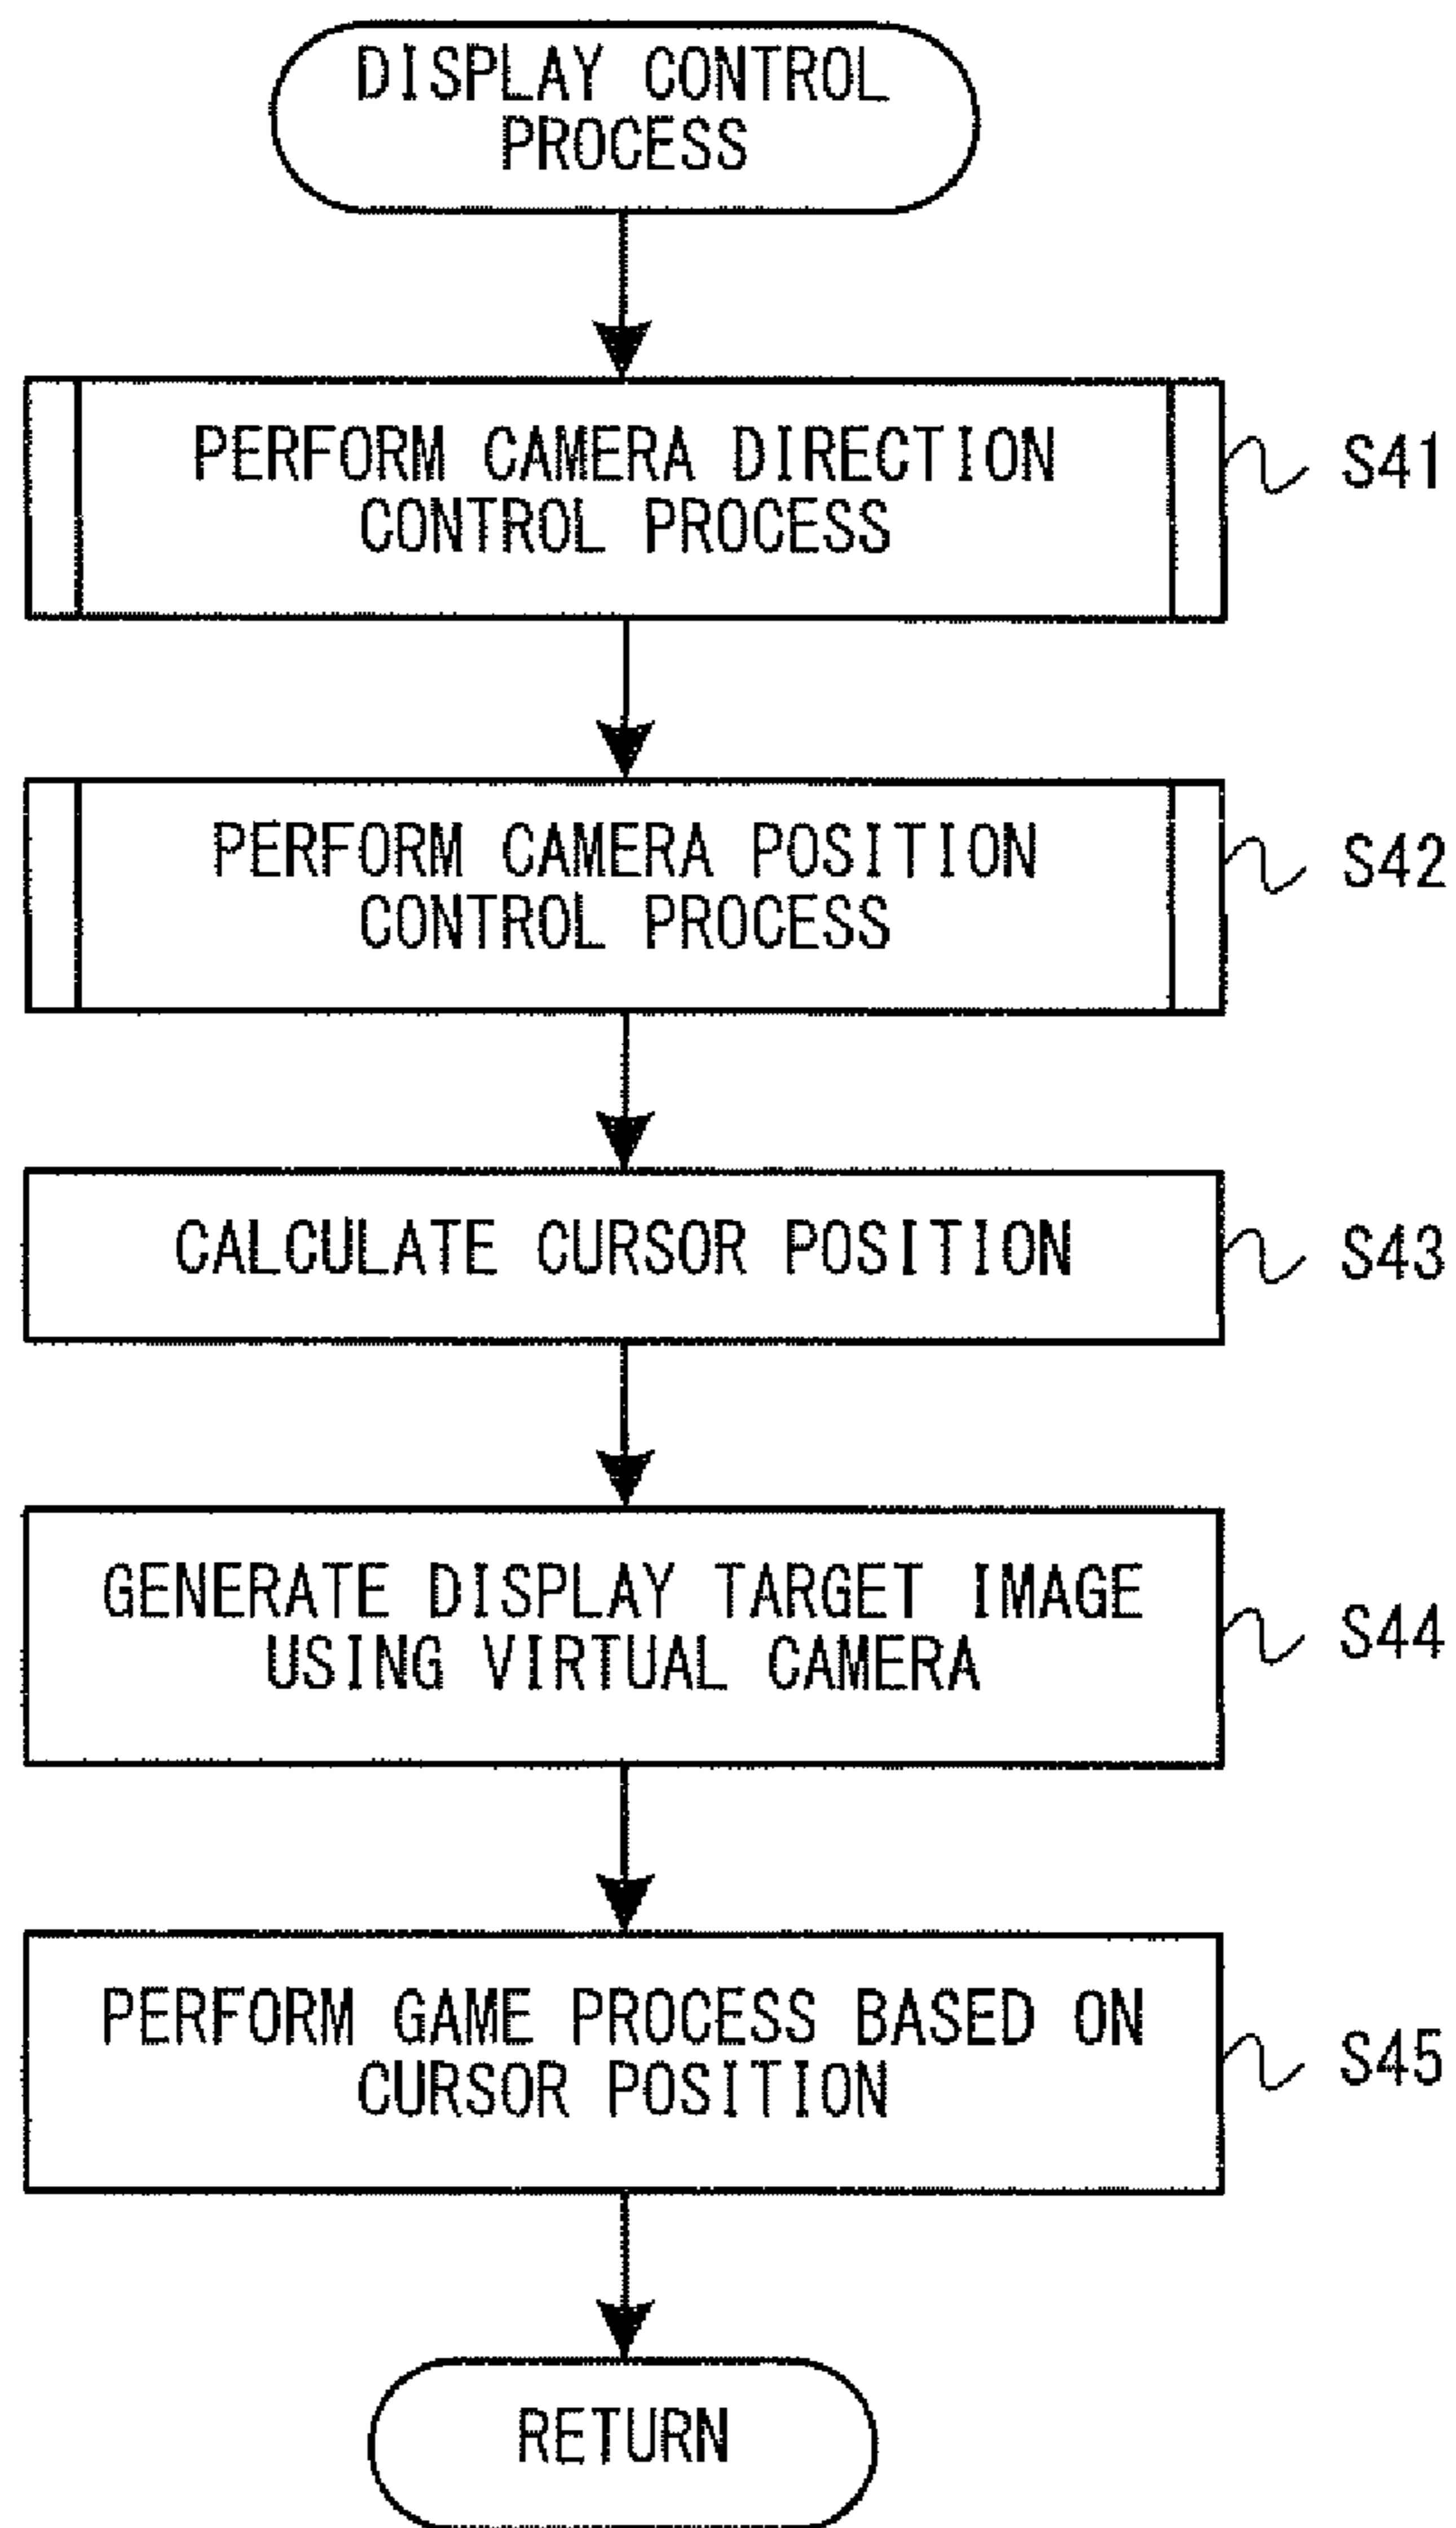 DISPLAY CONTROL
PROCESS
PERFORM CAMERA DIRECTION
CONTROL PROCESS
S41
PERFORM CAMERA POSITION
CONTROL PROCESS
S42
CALCULATE CURSOR POSITION
S43
GENERATE DISPLAY TARGET IMAGE
USING VIRTUAL CAMERA
S44
PERFORM GAME PROCESS BASED ON
CURSOR POSITION
S45
RETURN